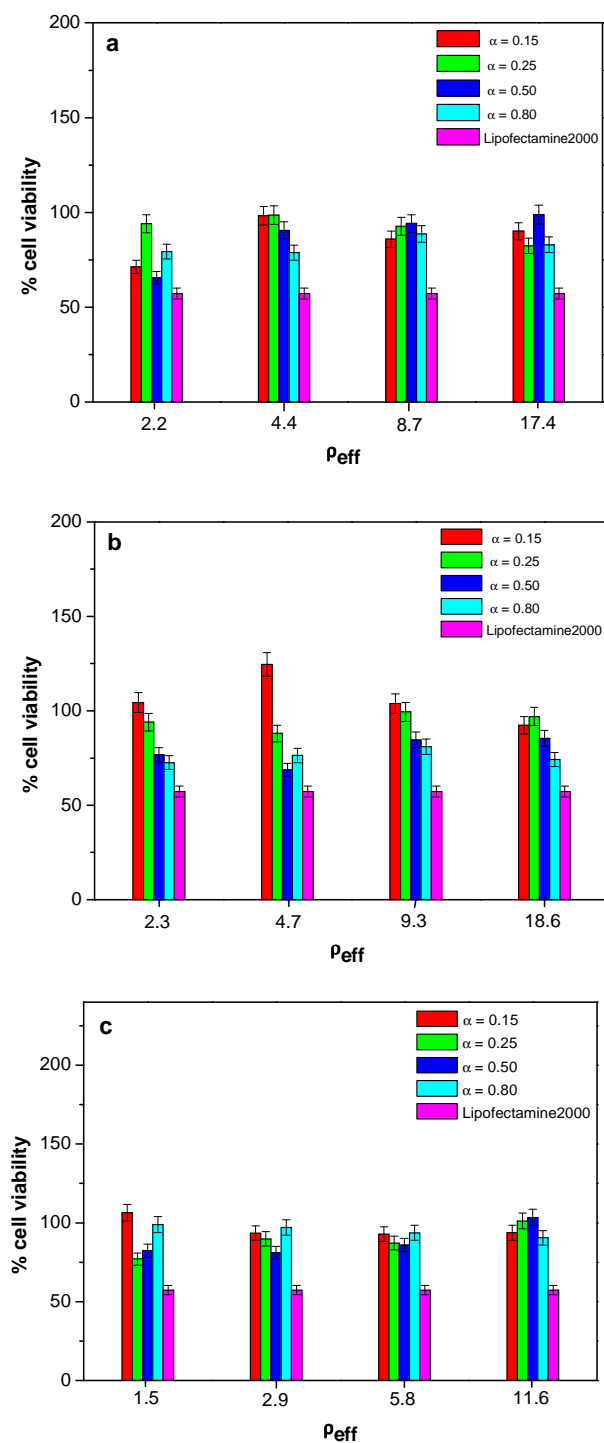 a
200
150
100
50
0
% cell viability
α = 0.15
α = 0.25
α = 0.50
α = 0.80
Lipofectamine2000
2.2 4.4 8.7 17.4
ρeff
b
200
150
100
50
0
% cell viability
α = 0.15
α = 0.25
α = 0.50
α = 0.80
Lipofectamine2000
2.3 4.7 9.3 18.6
ρeff
c
200
150
100
50
0
% cell viability
α = 0.15
α = 0.25
α = 0.50
α = 0.80
Lipofectamine2000
1.5 2.9 5.8 11.6
ρeff